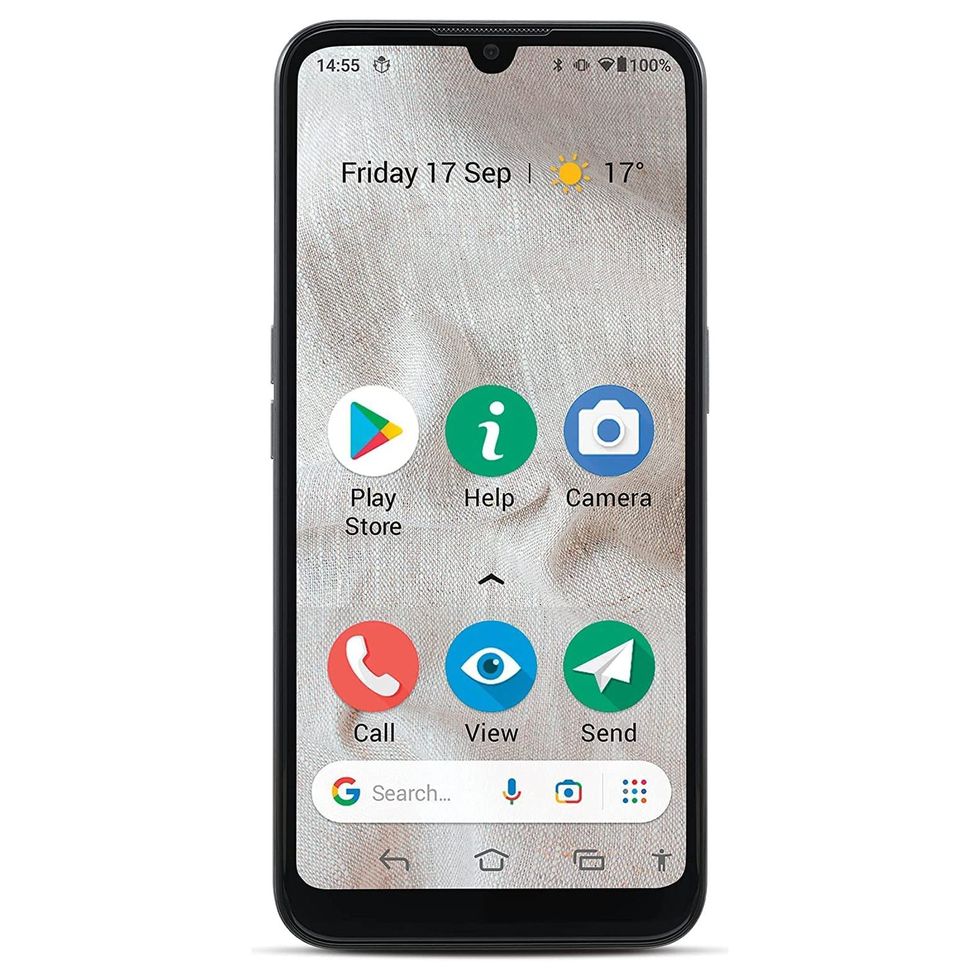 14:55 100%
Friday 17 Sep | 17°
Play Store Help Camera
Call View Send
G Search...